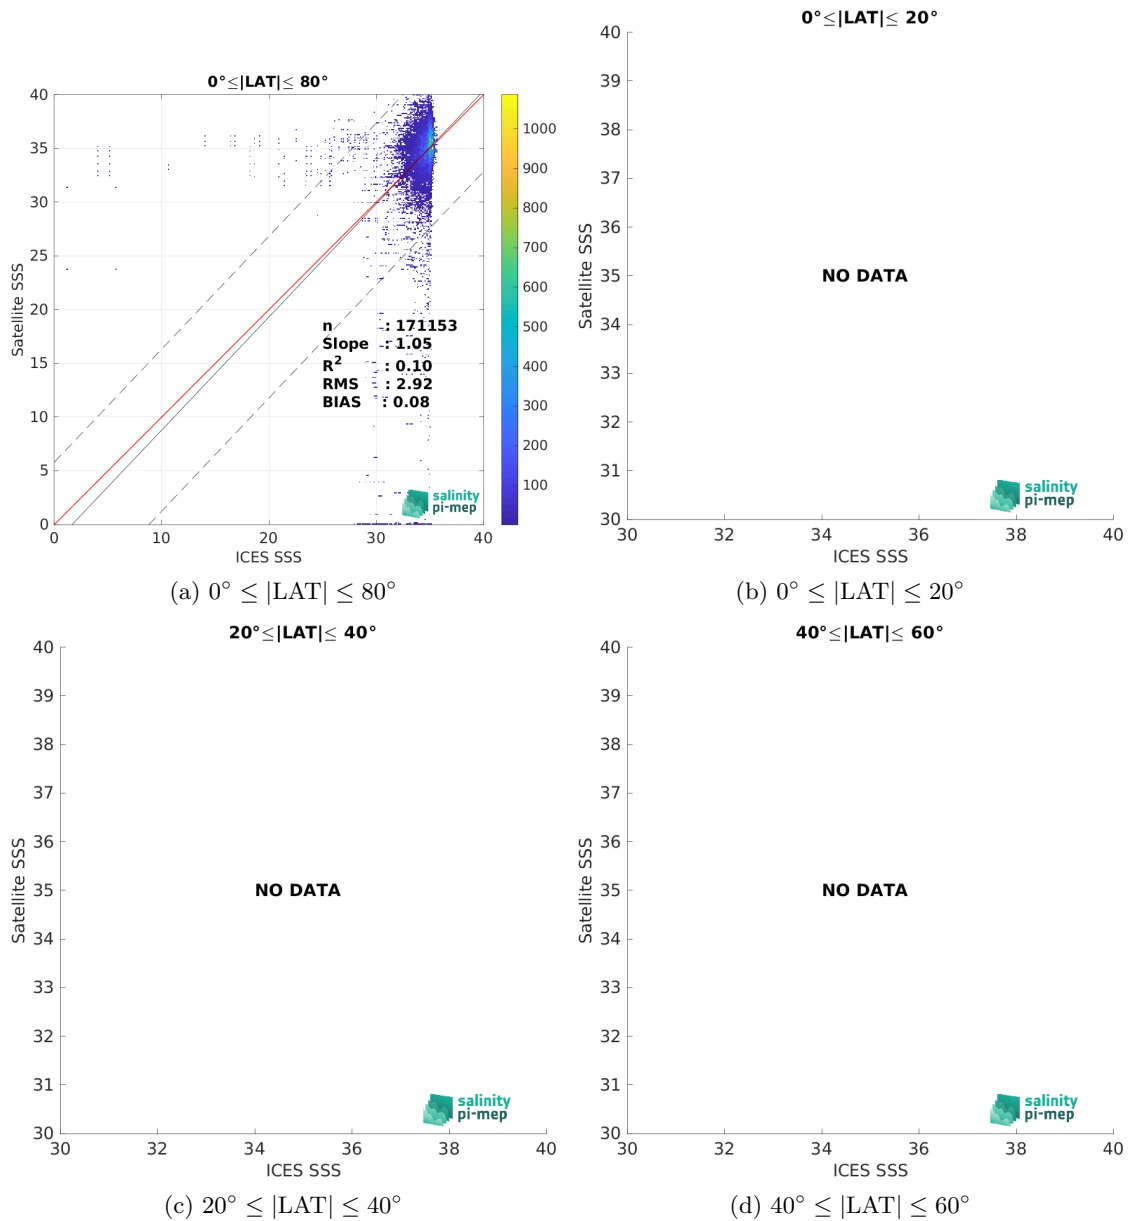 0°≤|LAT|≤ 80°
40
35
30
25
20
15
10
5
0
Satellite SSS
n : 171153
Slope : 1.05
R² : 0.10
RMS : 2.92
BIAS : 0.08
salinity
pi-mep
0 10 20 30 40
ICES SSS
1000
900
800
700
600
500
400
300
200
100
(a) 0° ≤ |LAT| ≤ 80°
0°≤|LAT|≤ 20°
40
39
38
37
36
35
34
33
32
31
30
Satellite SSS
NO DATA
salinity
pi-mep
30 32 34 36 38 40
ICES SSS
(b) 0° ≤ |LAT| ≤ 20°
20°≤|LAT|≤ 40°
40
39
38
37
36
35
34
33
32
31
30
Satellite SSS
NO DATA
salinity
pi-mep
30 32 34 36 38 40
ICES SSS
(c) 20° ≤ |LAT| ≤ 40°
40°≤|LAT|≤ 60°
40
39
38
37
36
35
34
33
32
31
30
Satellite SSS
NO DATA
salinity
pi-mep
30 32 34 36 38 40
ICES SSS
(d) 40° ≤ |LAT| ≤ 60°